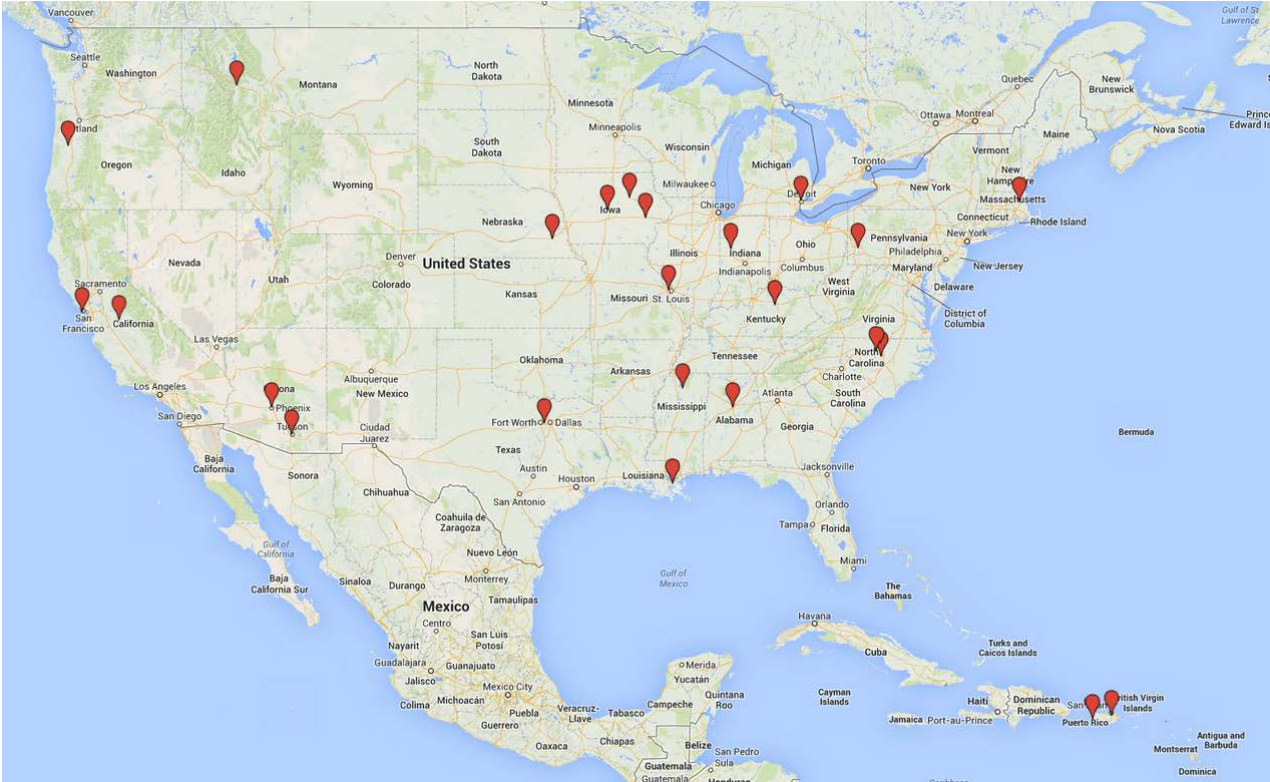 Vancouver
Gulf of St
Lawrence
Seattle
Washington
Montana
North
Dakota
Minnesota
Quebec
New
Brunswick
Ottawa
Montreal
Prince
Edward Is
Nova Scotia
Maine
tland
Minneapolis
South
Dakota
Wisconsin
Vermont
Oregon
Idaho
Wyoming
Michigan
Toronto
New
Hampshire
Milwaukee
Detroit
New York
Massachusetts
Chicago
Iowa
Connecticut
Rhode Island
Nebraska
New York
Pennsylvania
Ohio
Illinois
Indiana
Philadelphia
Nevada
Denver
United States
Indianapolis
Columbus
Maryland
New Jersey
Utah
Colorado
Sacramento
West
Virginia
Delaware
Kansas
Missouri
St. Louis
San
Francisco
California
Kentucky
Virginia
District of
Columbia
Las Vegas
Oklahoma
Tennessee
North
Carolina
Arkansas
Charlotte
Albuquerque
New Mexico
Los Angeles
ona
Atlanta
South
Carolina
Phoenix
Mississippi
San Diego
Tucson
Fort Worth
Dallas
Alabama
Georgia
Ciudad
Juarez
Bermuda
Texas
Baja
California
Sonora
Austin
Houston
Louisiana
Jacksonville
Chihuahua
San Antonio
Orlando
Coahuila de
Zaragoza
Tampa
Florida
Gulf of
California
Nuevo León
Miami
Monterrey
Gulf of
Mexico
Baja
California Sur
Sinaloa
Durango
The
Bahamas
Tamaulipas
Mexico
Centro
Havana
San Luis
Potosí
Nayarit
Turks and
Caicos Islands
Cuba
Guadalajara
Guanajuato
Merida
Jalisco
Yucatán
Mexico City
Quintana
Roo
Cayman
Islands
Haiti
Dominican
Republic
San
ritish Virgin
Islands
Colima
Michoacán
Campeche
Puebla
Veracruz-
Llave
Tabasco
Jamaica
Port-au-Prince
Puerto Rico
Guerrero
Oaxaca
Chiapas
Belize
San Pedro
Sula
Antigua and
Barbuda
Montserrat
Guatemala
Guatemala
Dominica